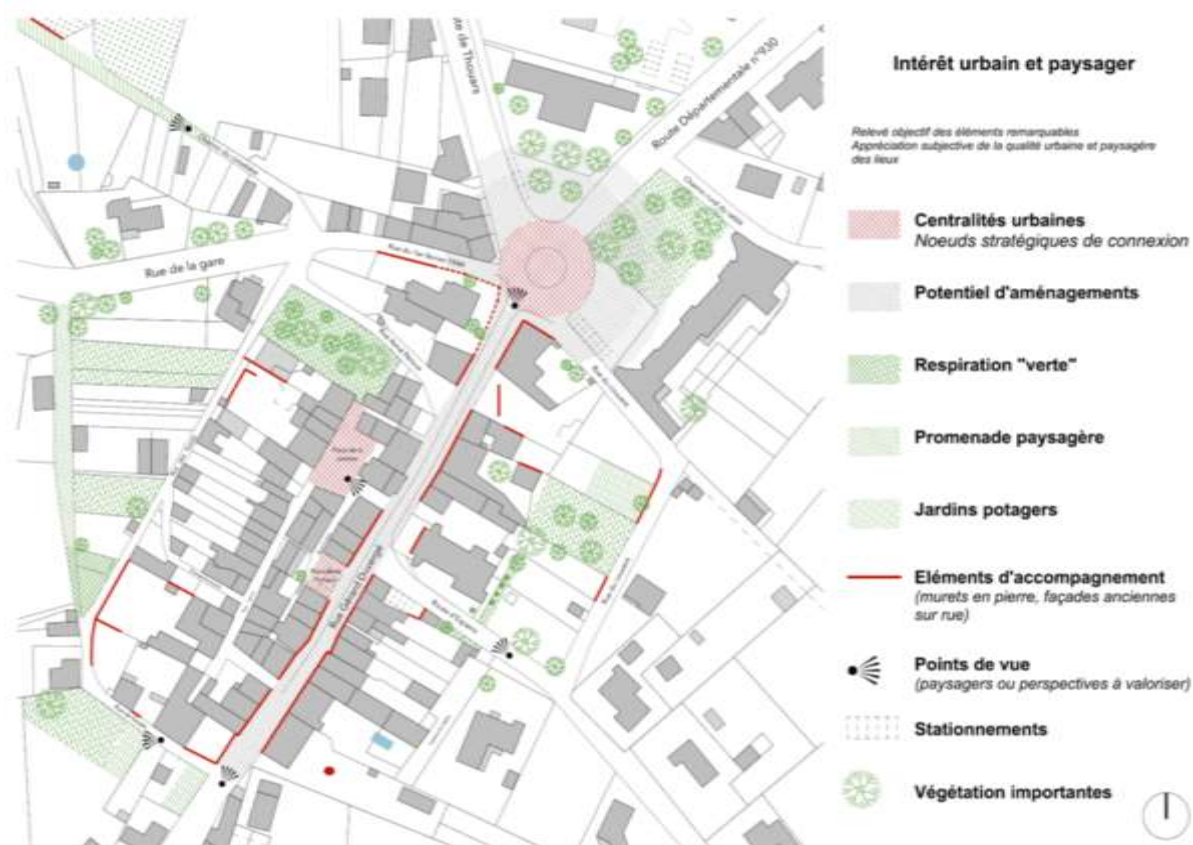 Route Départementale n°930
Rue de la gare
Rue Gérard Duvergé
Intérêt urbain et paysager
Relevé objectif des éléments remarquables
Appréciation subjective de la qualité urbaine et paysagère
des lieux
Centralités urbaines
Noeuds stratégiques de connexion
Potentiel d'aménagements
Respiration "verte"
Promenade paysagère
Jardins potagers
Eléments d'accompagnement
(murets en pierre, façades anciennes
sur rue)
Points de vue
(paysagers ou perspectives à valoriser)
Stationnements
Végétation importantes